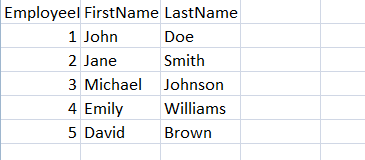 EmployeeI FirstName LastName
1 John Doe
2 Jane Smith
3 Michael Johnson
4 Emily Williams
5 David Brown